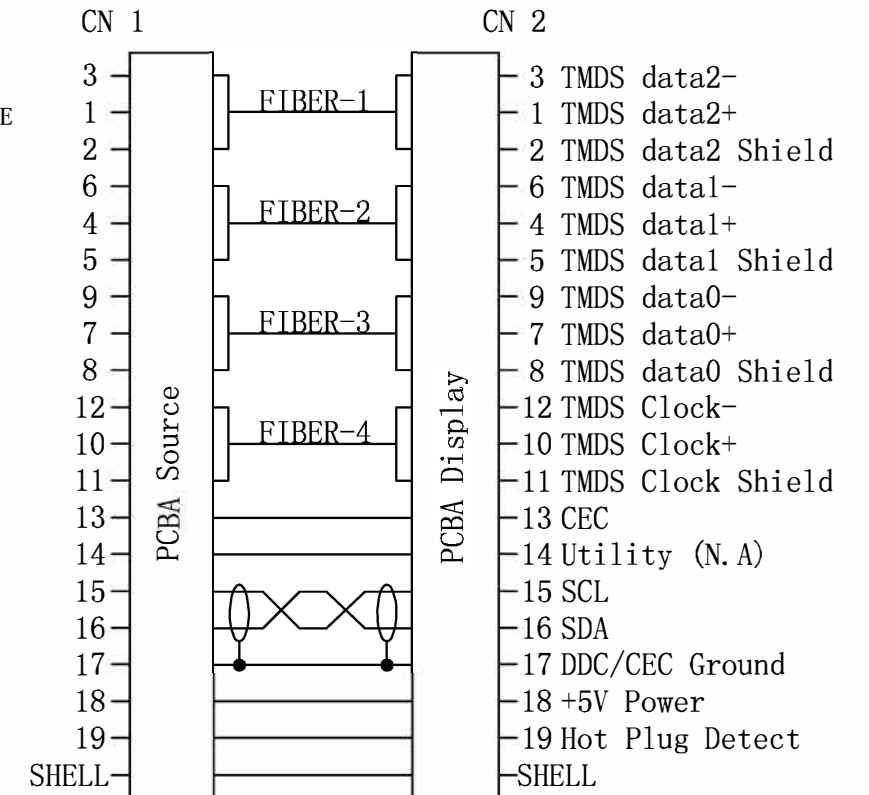 CN 1 CN 2
3 FIBER-1 3 TMDS data2-
E 1 1 TMDS data2+
2 2 TMDS data2 Shield
6 FIBER-2 6 TMDS data1-
4 4 TMDS data1+
5 5 TMDS data1 Shield
9 FIBER-3 9 TMDS data0-
7 7 TMDS data0+
8 8 TMDS data0 Shield
12 FIBER-4 12 TMDS Clock-
10 10 TMDS Clock+
11 11 TMDS Clock Shield
PCBA Source
PCBA Display
13 13 CEC
14 14 Utility (N.A)
15 15 SCL
16 16 SDA
17 17 DDC/CEC Ground
18 18 +5V Power
19 19 Hot Plug Detect
SHELL SHELL